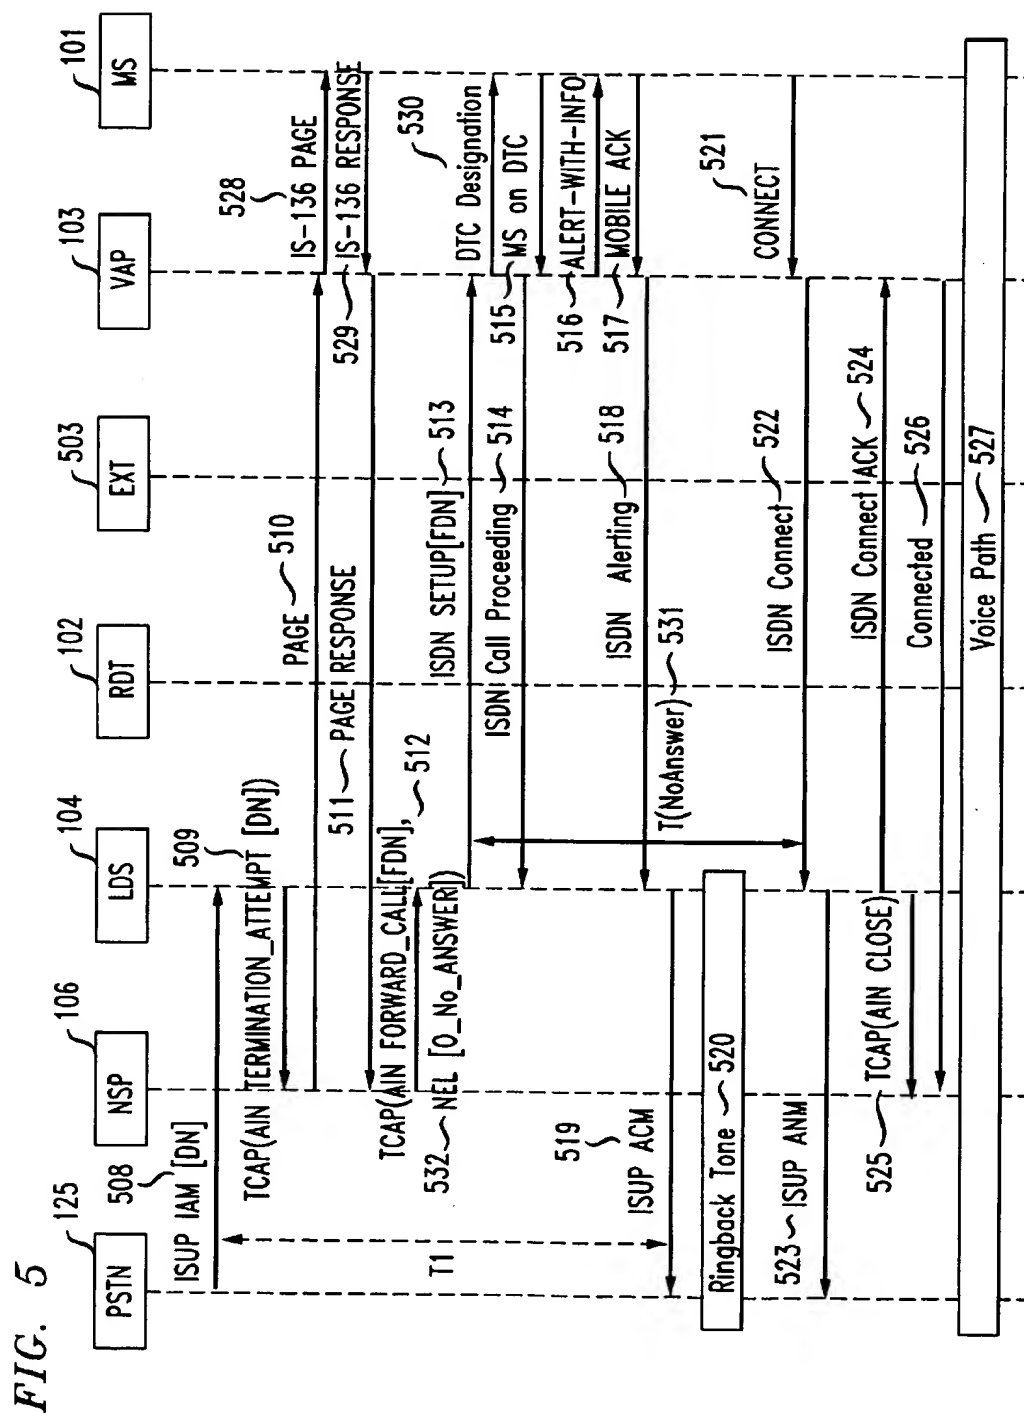 FIG. 5
125
PSTN
106
NSP
104
LDS
102
RDT
503
EXT
103
VAP
101
MS
508
ISUP IAM [DN]
509
TCAP(AIN TERMINATION_ATTEMPT [DN])
PAGE 510
528
IS-136 PAGE
529 IS-136 RESPONSE
511 PAGE RESPONSE
TCAP(AIN FORWARD_CALL[FDN], 512
532 NEL [O_No_ANSWER])
ISDN SETUP[FDN] 513
530
DTC Designation
ISDN Call Proceeding 514
515 MS on DTC
516 ALERT-WITH-INFO
517 MOBILE ACK
ISDN Alerting 518
T1
519
ISUP ACM
T(NoAnswer) 531
Ringback Tone 520
521
CONNECT
ISDN Connect 522
523 ISUP ANM
ISDN Connect ACK 524
525 TCAP(AIN CLOSE)
Connected 526
Voice Path 527